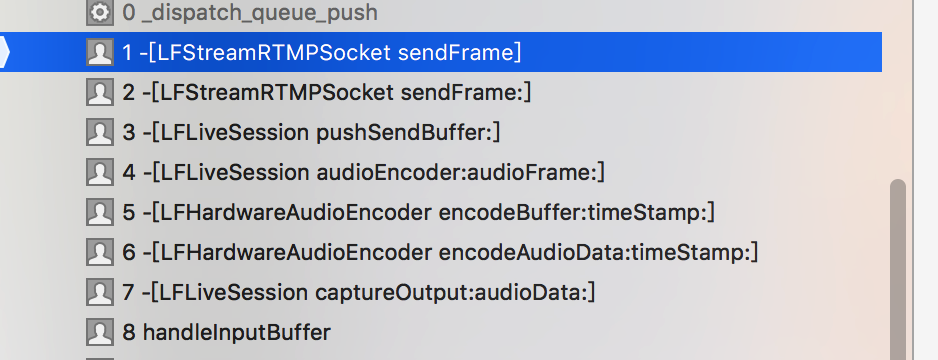 0 _dispatch_queue_push
1 -[LFStreamRTMPSocket sendFrame]
2 -[LFStreamRTMPSocket sendFrame:]
3 -[LFLiveSession pushSendBuffer:]
4 -[LFLiveSession audioEncoder:audioFrame:]
5 -[LFHardwareAudioEncoder encodeBuffer:timeStamp:]
6 -[LFHardwareAudioEncoder encodeAudioData:timeStamp:]
7 -[LFLiveSession captureOutput:audioData:]
8 handleInputBuffer